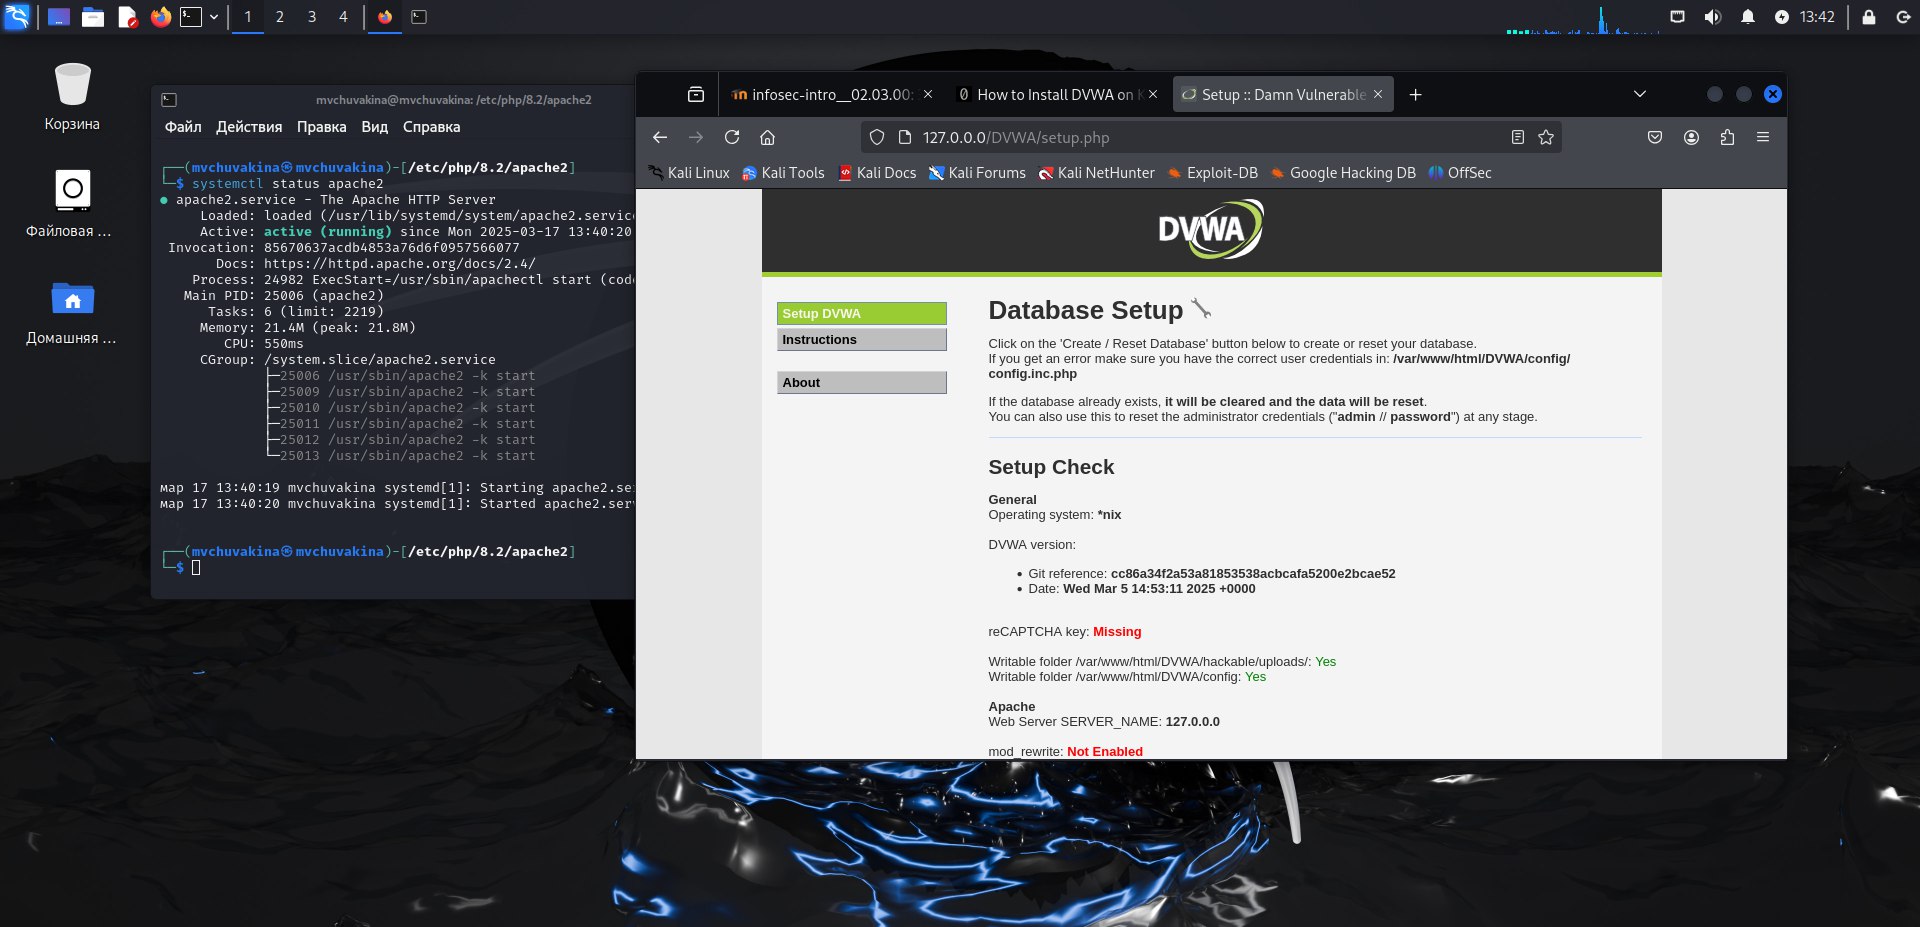 1 2 3 4
13:42
Корзина
Файловая ...
Домашняя ...
mvchuvakina@mvchuvakina: /etc/php/8.2/apache2
Файл Действия Правка Вид Справка
┌──(mvchuvakina㉿mvchuvakina)-[/etc/php/8.2/apache2]
└─$ systemctl status apache2
● apache2.service - The Apache HTTP Server
Loaded: loaded (/usr/lib/systemd/system/apache2.service
Active: active (running) since Mon 2025-03-17 13:40:20
Invocation: 85670637acdb4853a76d6f0957566077
Docs: https://httpd.apache.org/docs/2.4/
Process: 24982 ExecStart=/usr/sbin/apachectl start (code
Main PID: 25006 (apache2)
Tasks: 6 (limit: 2219)
Memory: 21.4M (peak: 21.8M)
CPU: 550ms
CGroup: /system.slice/apache2.service
├─25006 /usr/sbin/apache2 -k start
├─25009 /usr/sbin/apache2 -k start
├─25010 /usr/sbin/apache2 -k start
├─25011 /usr/sbin/apache2 -k start
├─25012 /usr/sbin/apache2 -k start
└─25013 /usr/sbin/apache2 -k start
мар 17 13:40:19 mvchuvakina systemd[1]: Starting apache2.se
мар 17 13:40:20 mvchuvakina systemd[1]: Started apache2.ser
┌──(mvchuvakina㉿mvchuvakina)-[/etc/php/8.2/apache2]
└─$
infosec-intro__02.03.00: How to Install DVWA on K Setup :: Damn Vulnerable
127.0.0.0/DVWA/setup.php
Kali Linux Kali Tools Kali Docs Kali Forums Kali NetHunter Exploit-DB Google Hacking DB OffSec
DVWA
Setup DVWA
Instructions
About
Database Setup
Click on the 'Create / Reset Database' button below to create or reset your database.
If you get an error make sure you have the correct user credentials in: /var/www/html/DVWA/config/
config.inc.php
If the database already exists, it will be cleared and the data will be reset.
You can also use this to reset the administrator credentials ("admin // password") at any stage.
Setup Check
General
Operating system: *nix
DVWA version:
• Git reference: cc86a34f2a53a81853538acbcafa5200e2bcae52
• Date: Wed Mar 5 14:53:11 2025 +0000
reCAPTCHA key: Missing
Writable folder /var/www/html/DVWA/hackable/uploads/: Yes
Writable folder /var/www/html/DVWA/config: Yes
Apache
Web Server SERVER_NAME: 127.0.0.0
mod_rewrite: Not Enabled